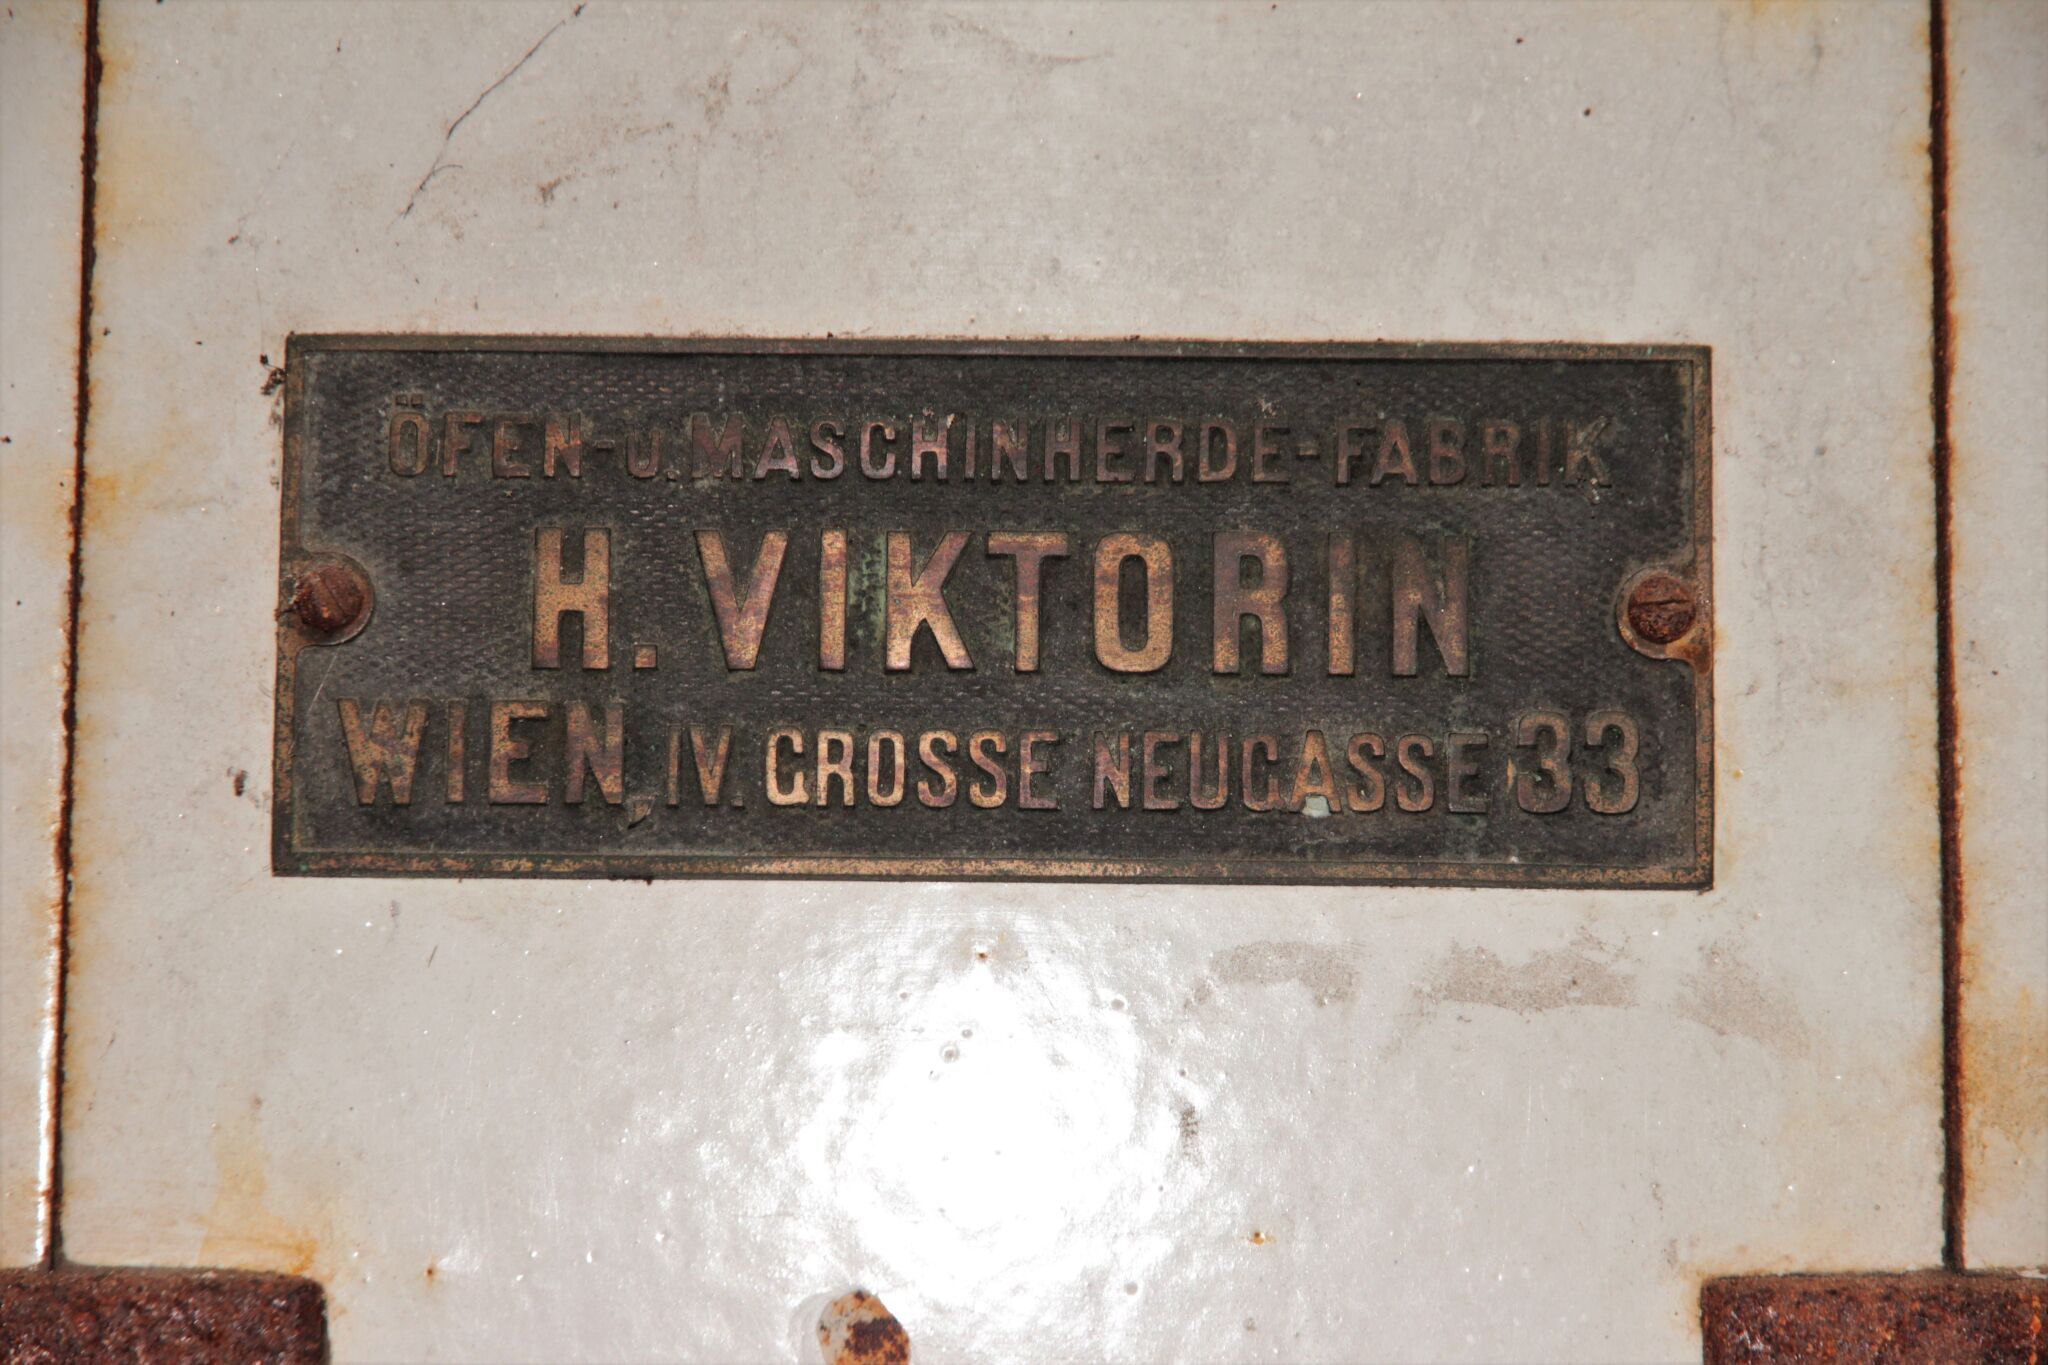 ÖFEN-U. MASCHINHERDE-FABRIK
H. VIKTORIN
WIEN, IV. GROSSE NEUGASSE 33